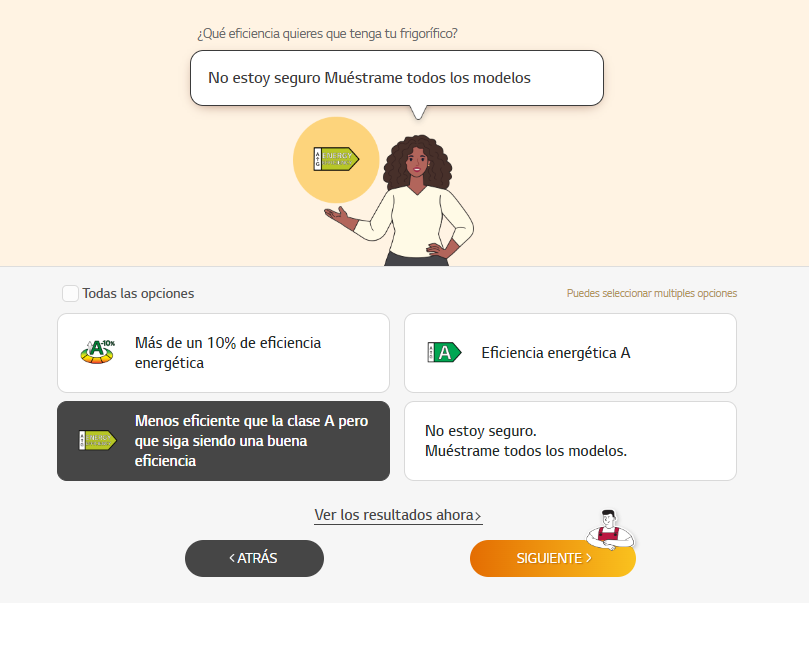 ¿Qué eficiencia quieres que tenga tu frigorífico?
No estoy seguro Muéstrame todos los modelos
Todas las opciones
Puedes seleccionar multiples opciones
A -10%
Más de un 10% de eficiencia
energética
A
Eficiencia energética A
Menos eficiente que la clase A pero
que siga siendo una buena
eficiencia
No estoy seguro.
Muéstrame todos los modelos.
Ver los resultados ahora>
< ATRÁS
SIGUIENTE >